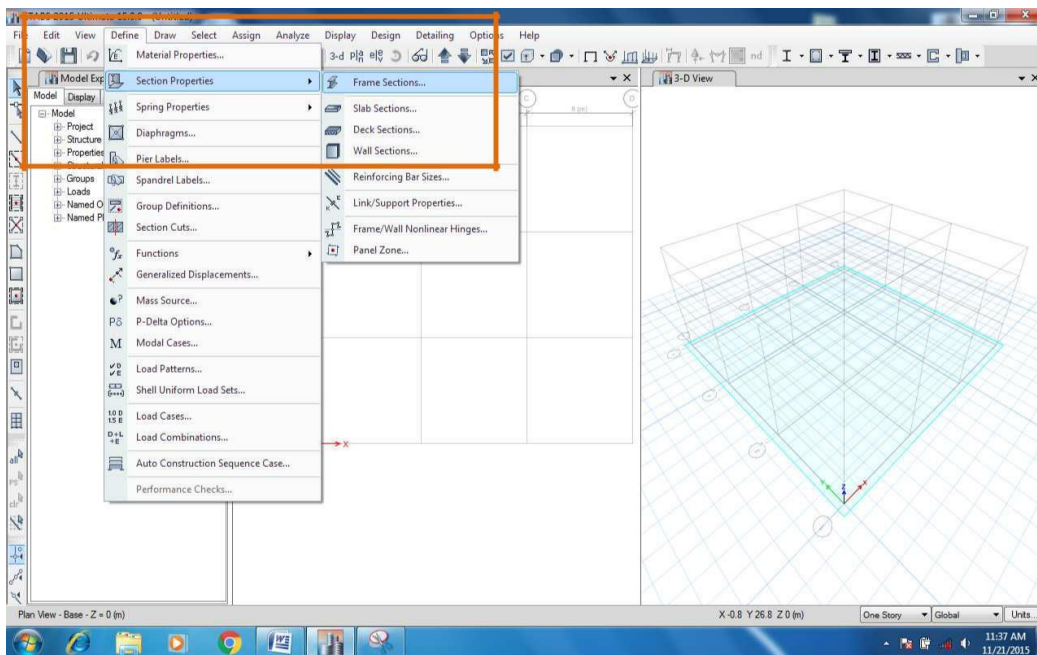 File Edit View Define Draw Select Assign Analyze Display Design Detailing Options Help
Model Exp
Model Display
Model
Project
Structure
Properties
Groups
Loads
Named O
Named Pl
Material Properties...
Section Properties
Spring Properties
Diaphragms...
Pier Labels...
Spandrel Labels...
Group Definitions...
Section Cuts...
Functions
Generalized Displacements...
Mass Source...
P-Delta Options...
Modal Cases...
Load Patterns...
Shell Uniform Load Sets...
Load Cases...
Load Combinations...
Auto Construction Sequence Case...
Performance Checks...
Frame Sections...
Slab Sections...
Deck Sections...
Wall Sections...
Reinforcing Bar Sizes...
Link/Support Properties...
Frame/Wall Nonlinear Hinges...
Panel Zone...
3-D View
X
Z
X
Plan View - Base - Z = 0 (m)
X -0.8 Y 26.8 Z 0 (m)
One Story
Global
Units...
11:37 AM
11/21/2015